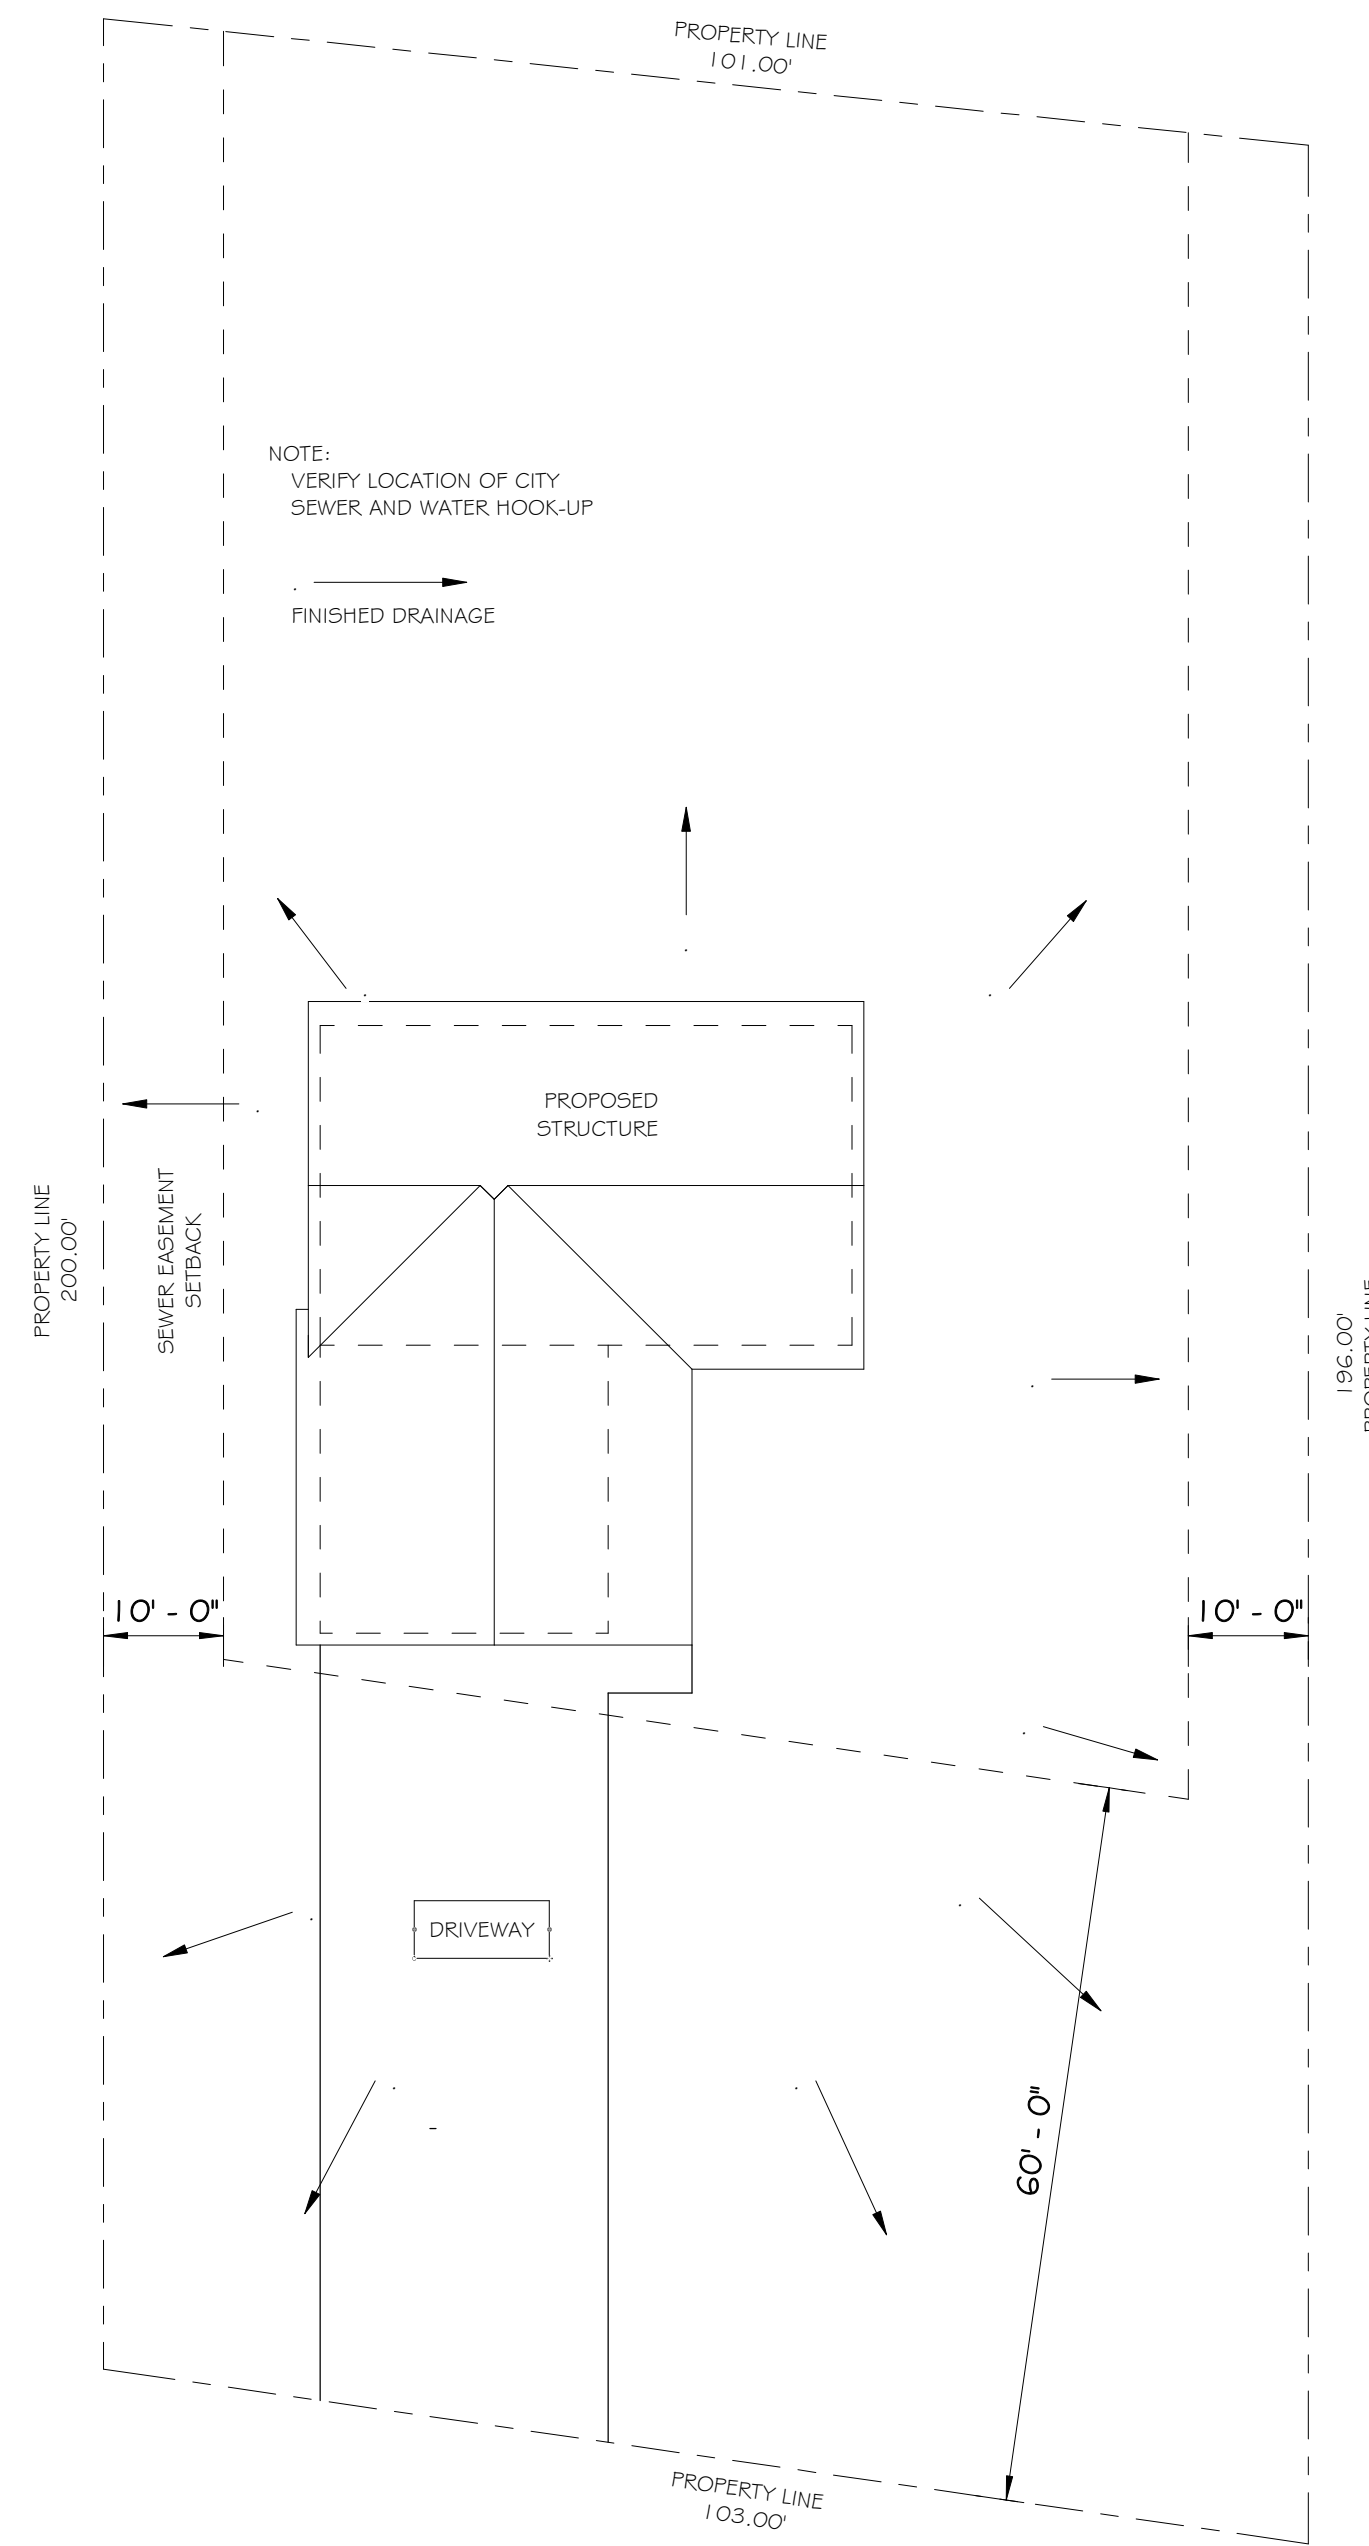 PROPERTY LINE
101.00'
NOTE:
VERIFY LOCATION OF CITY
SEWER AND WATER HOOK-UP
FINISHED DRAINAGE
PROPOSED
STRUCTURE
PROPERTY LINE
200.00'
SEWER EASEMENT
SETBACK
196.00'
PROPERTY LINE
10' - 0"
10' - 0"
DRIVEWAY
60' - 0"
PROPERTY LINE
103.00'